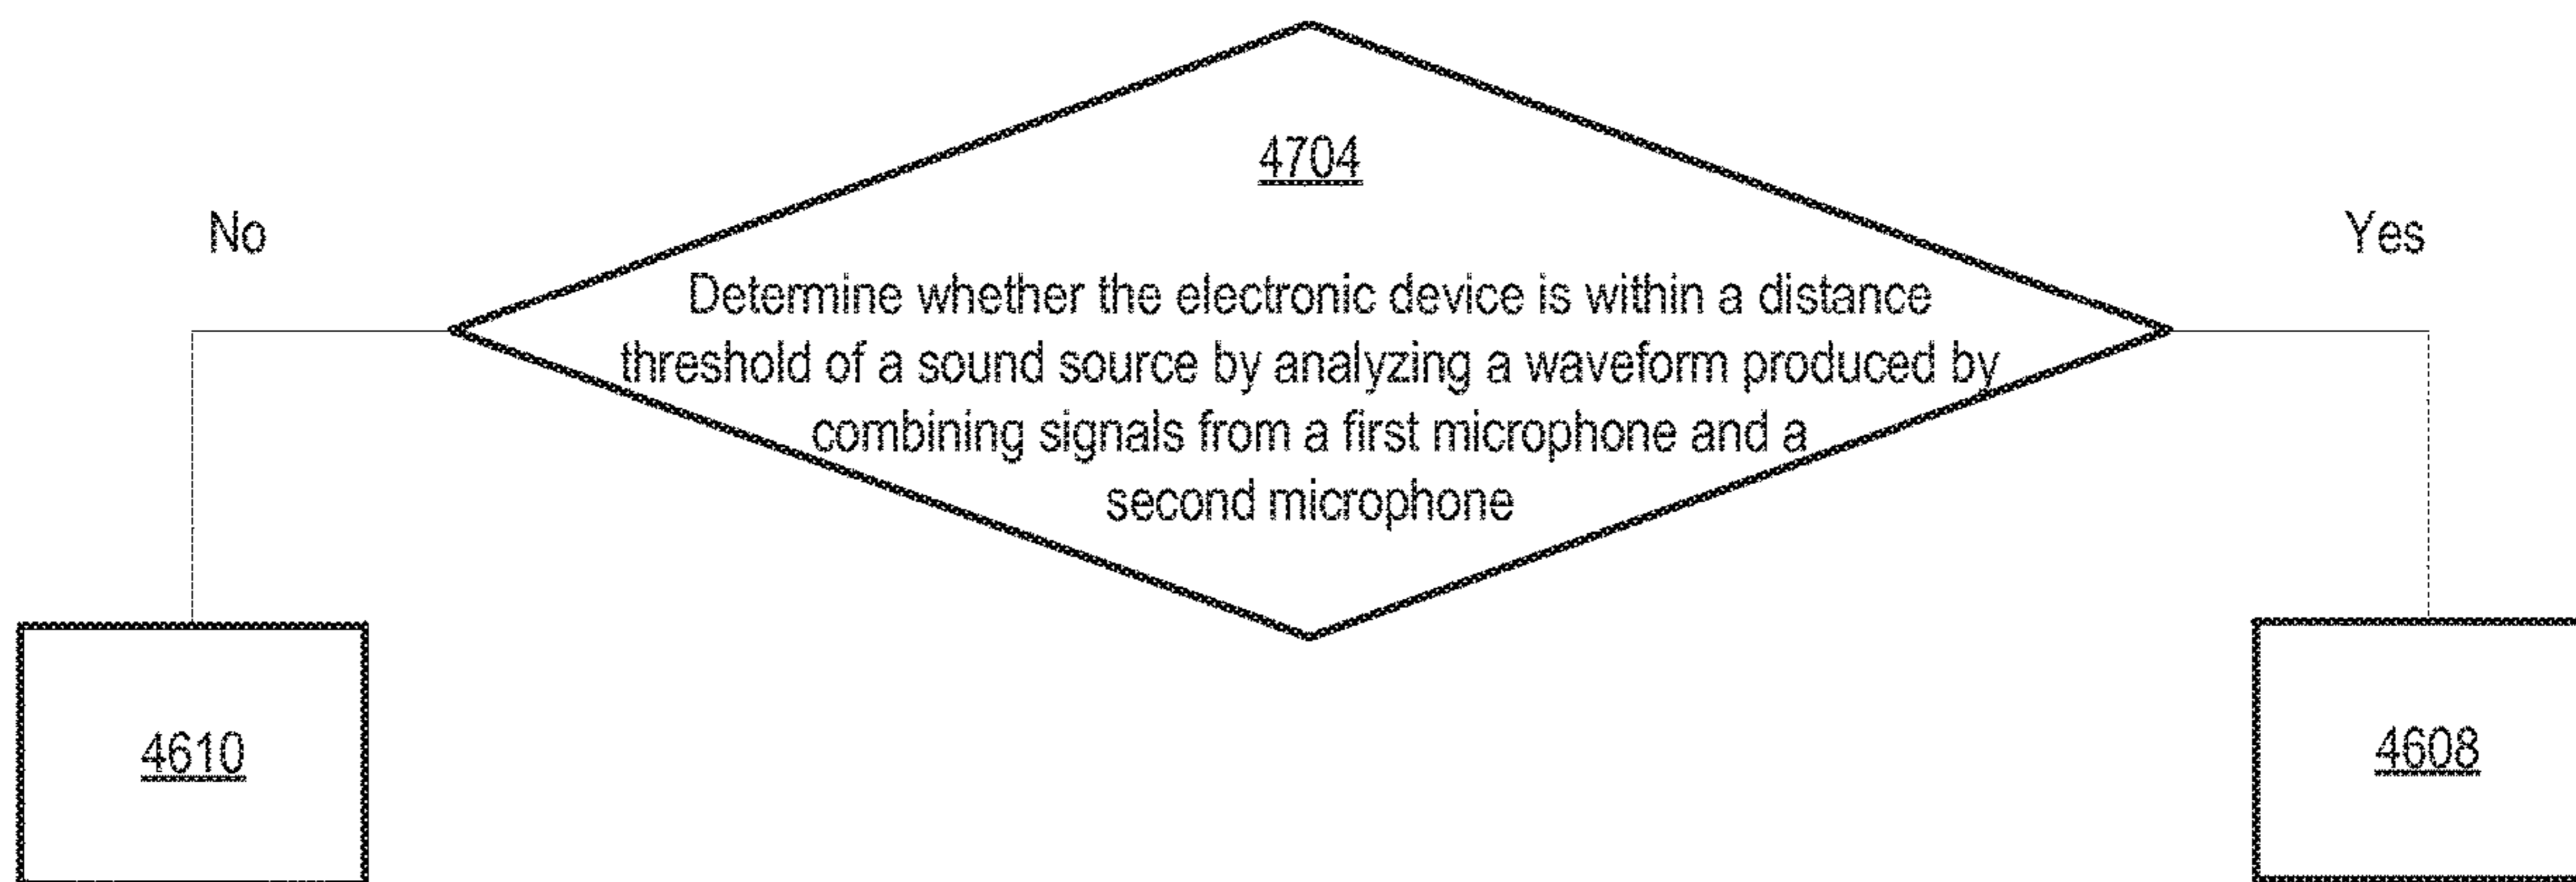 4704
No
Yes
Determine whether the electronic device is within a distance
threshold of a sound source by analyzing a waveform produced by
combining signals from a first microphone and a
second microphone
4610
4608